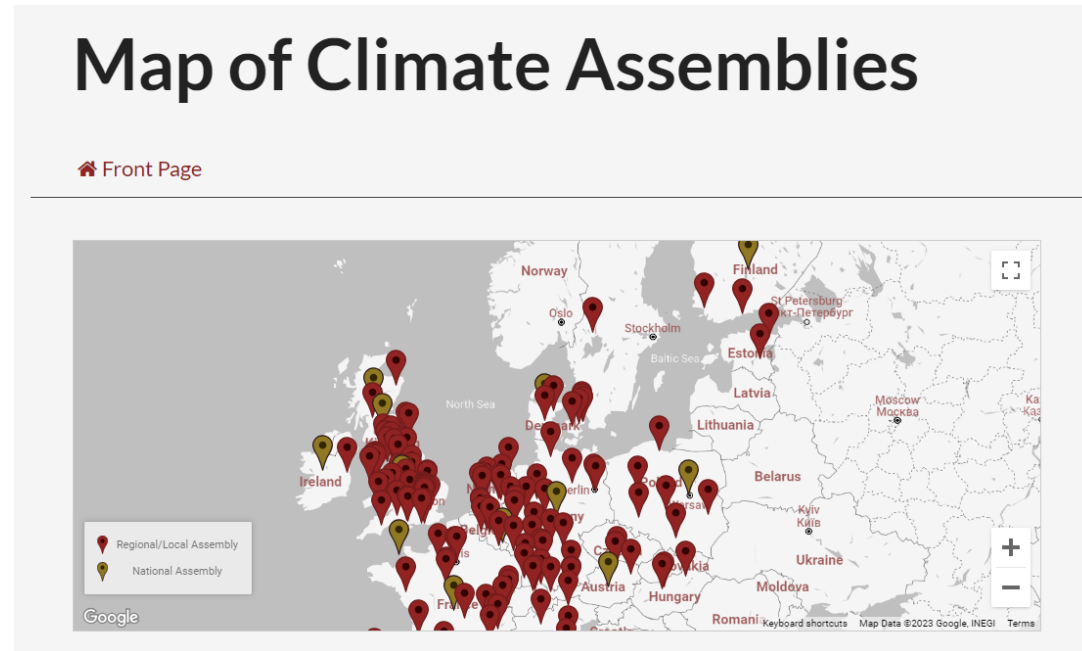 Map of Climate Assemblies
Front Page
Norway
Finland
Oslo
Stockholm
St Petersburg
Baltic Sea
Estonia
Latvia
Moscow
Москва
North Sea
Denmark
Lithuania
Ireland
Belarus
Kyiv
Київ
Ukraine
Regional/Local Assembly
National Assembly
Austria
Hungary
Moldova
Google
Keyboard shortcuts
Map Data ©2023 Google, INEGI
Terms